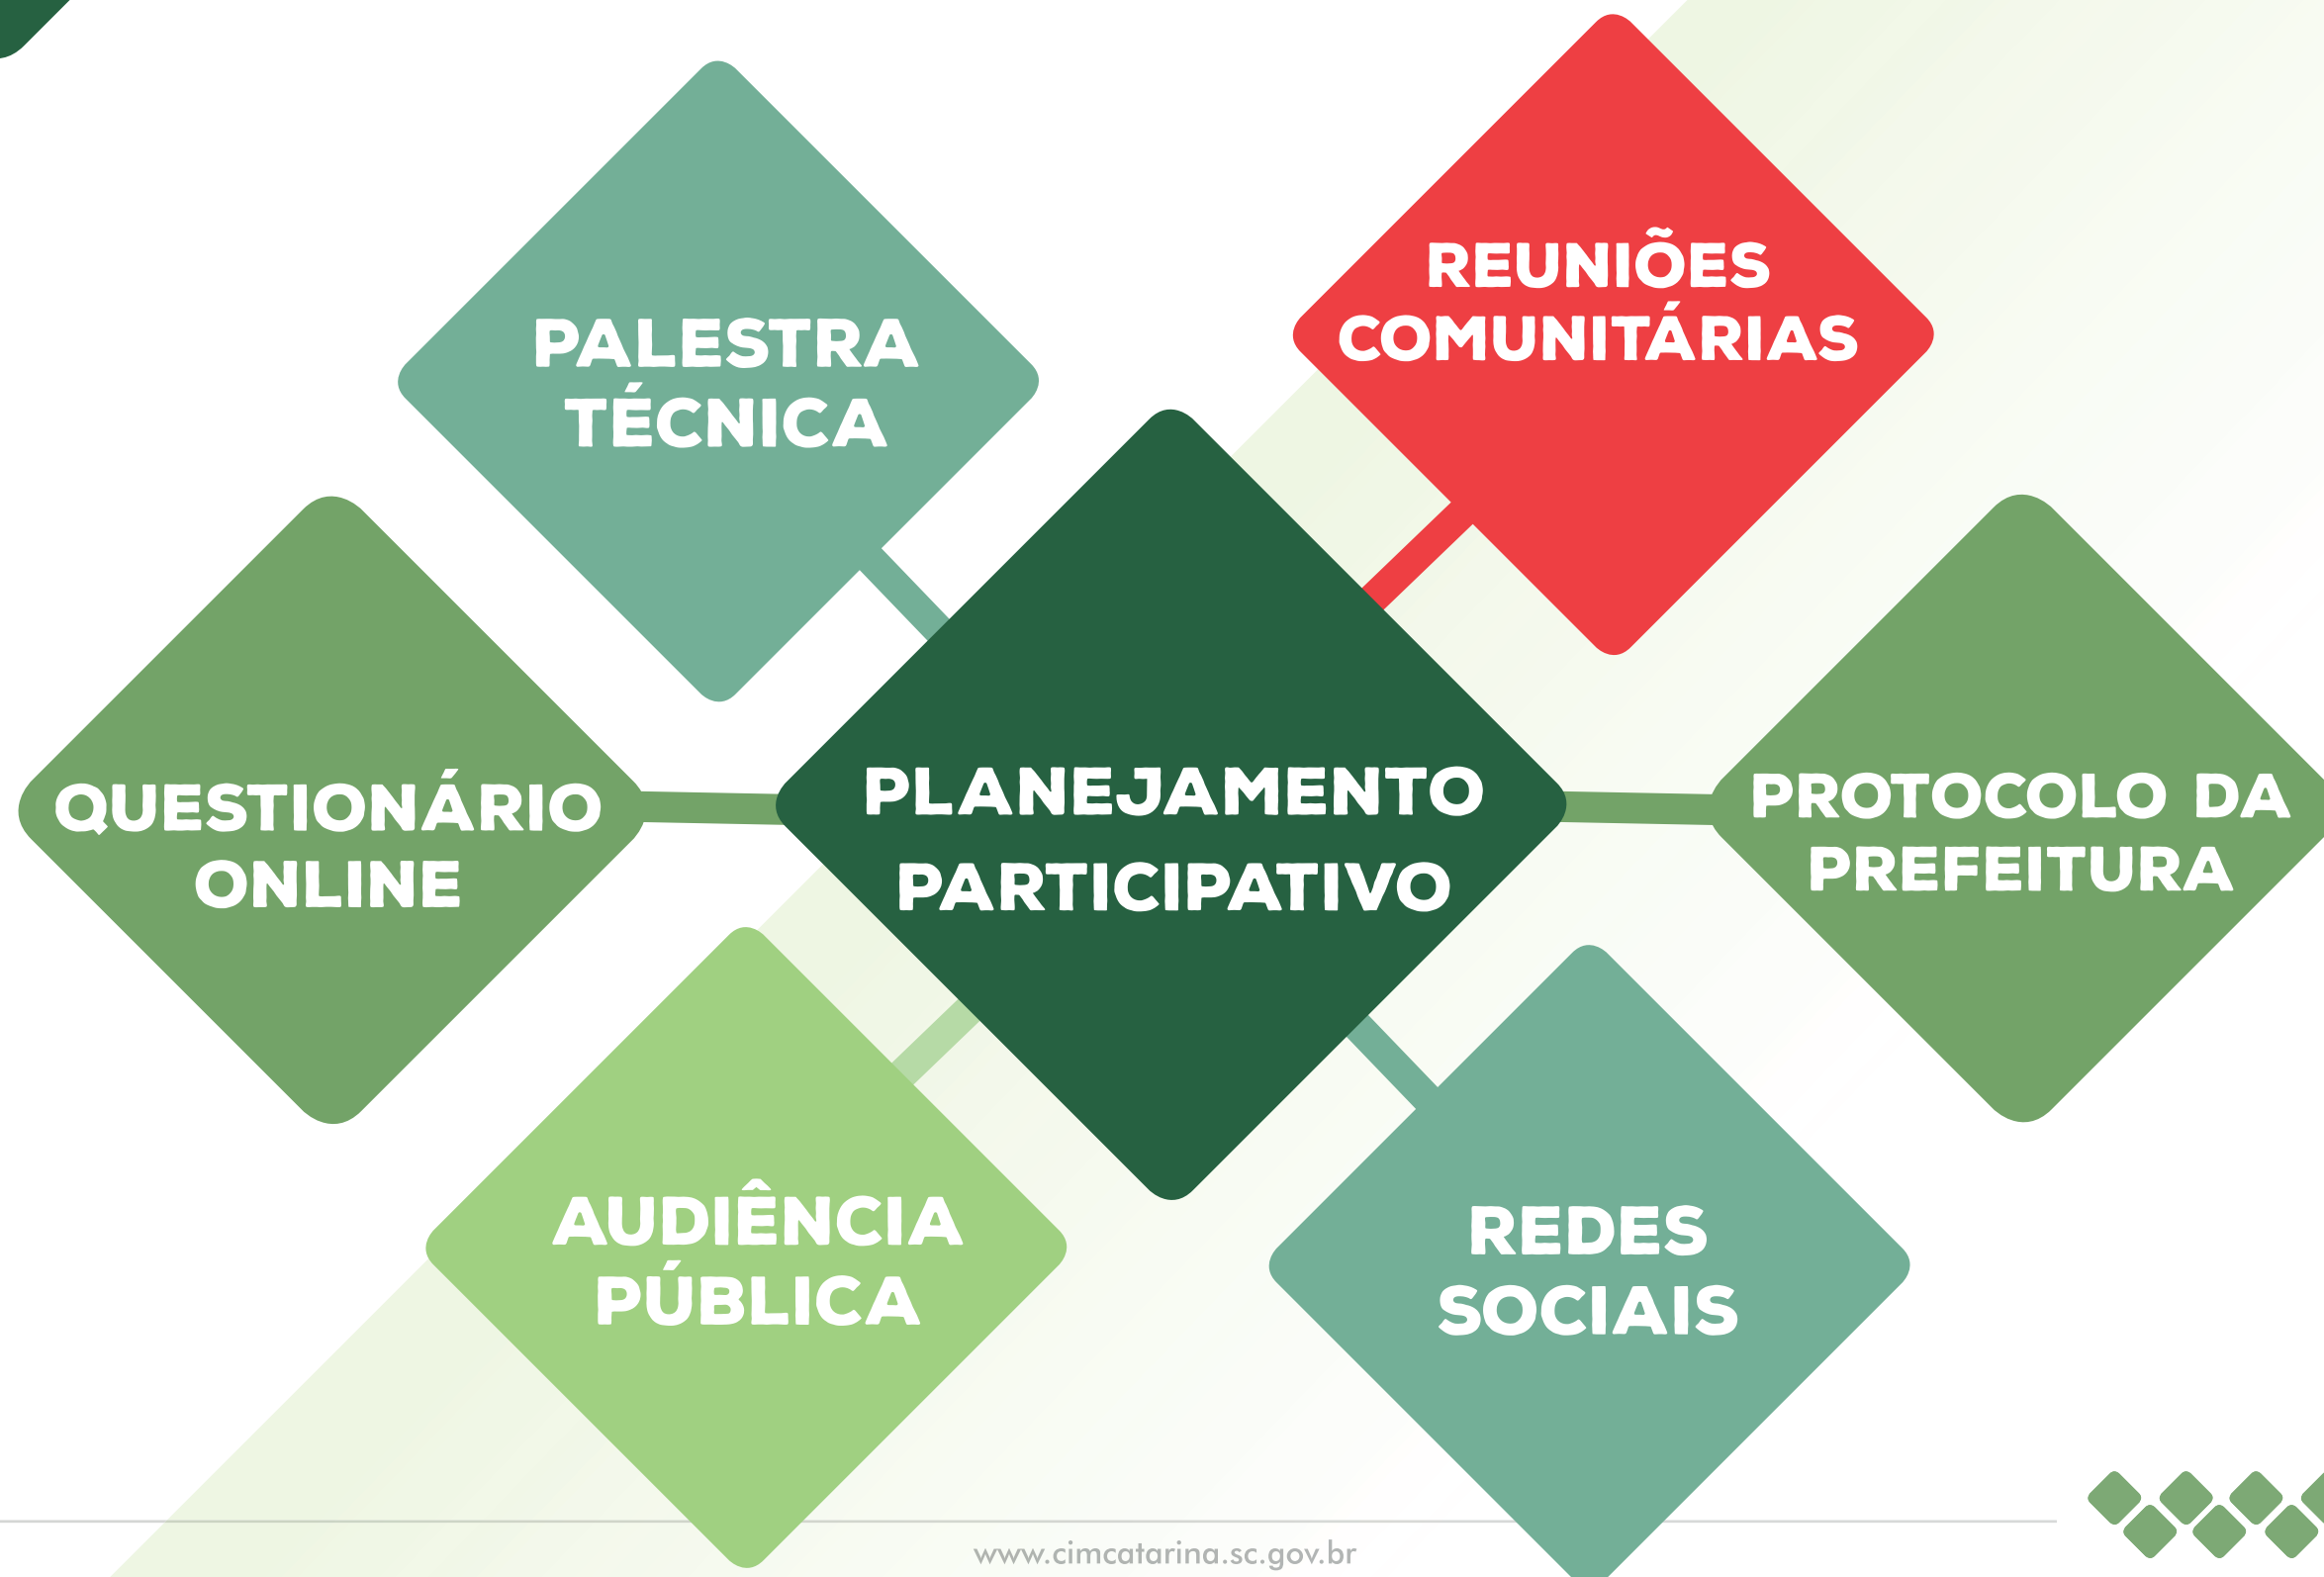 REUNIÕES
COMUNITÁRIAS
PALESTRA
TÉCNICA
QUESTIONÁRIO
ONLINE
PLANEJAMENTO
PARTICIPATIVO
PROTOCOLO DA
PREFEITURA
AUDIÊNCIA
PÚBLICA
REDES
SOCIAIS
www.cimcatarina.sc.gov.br